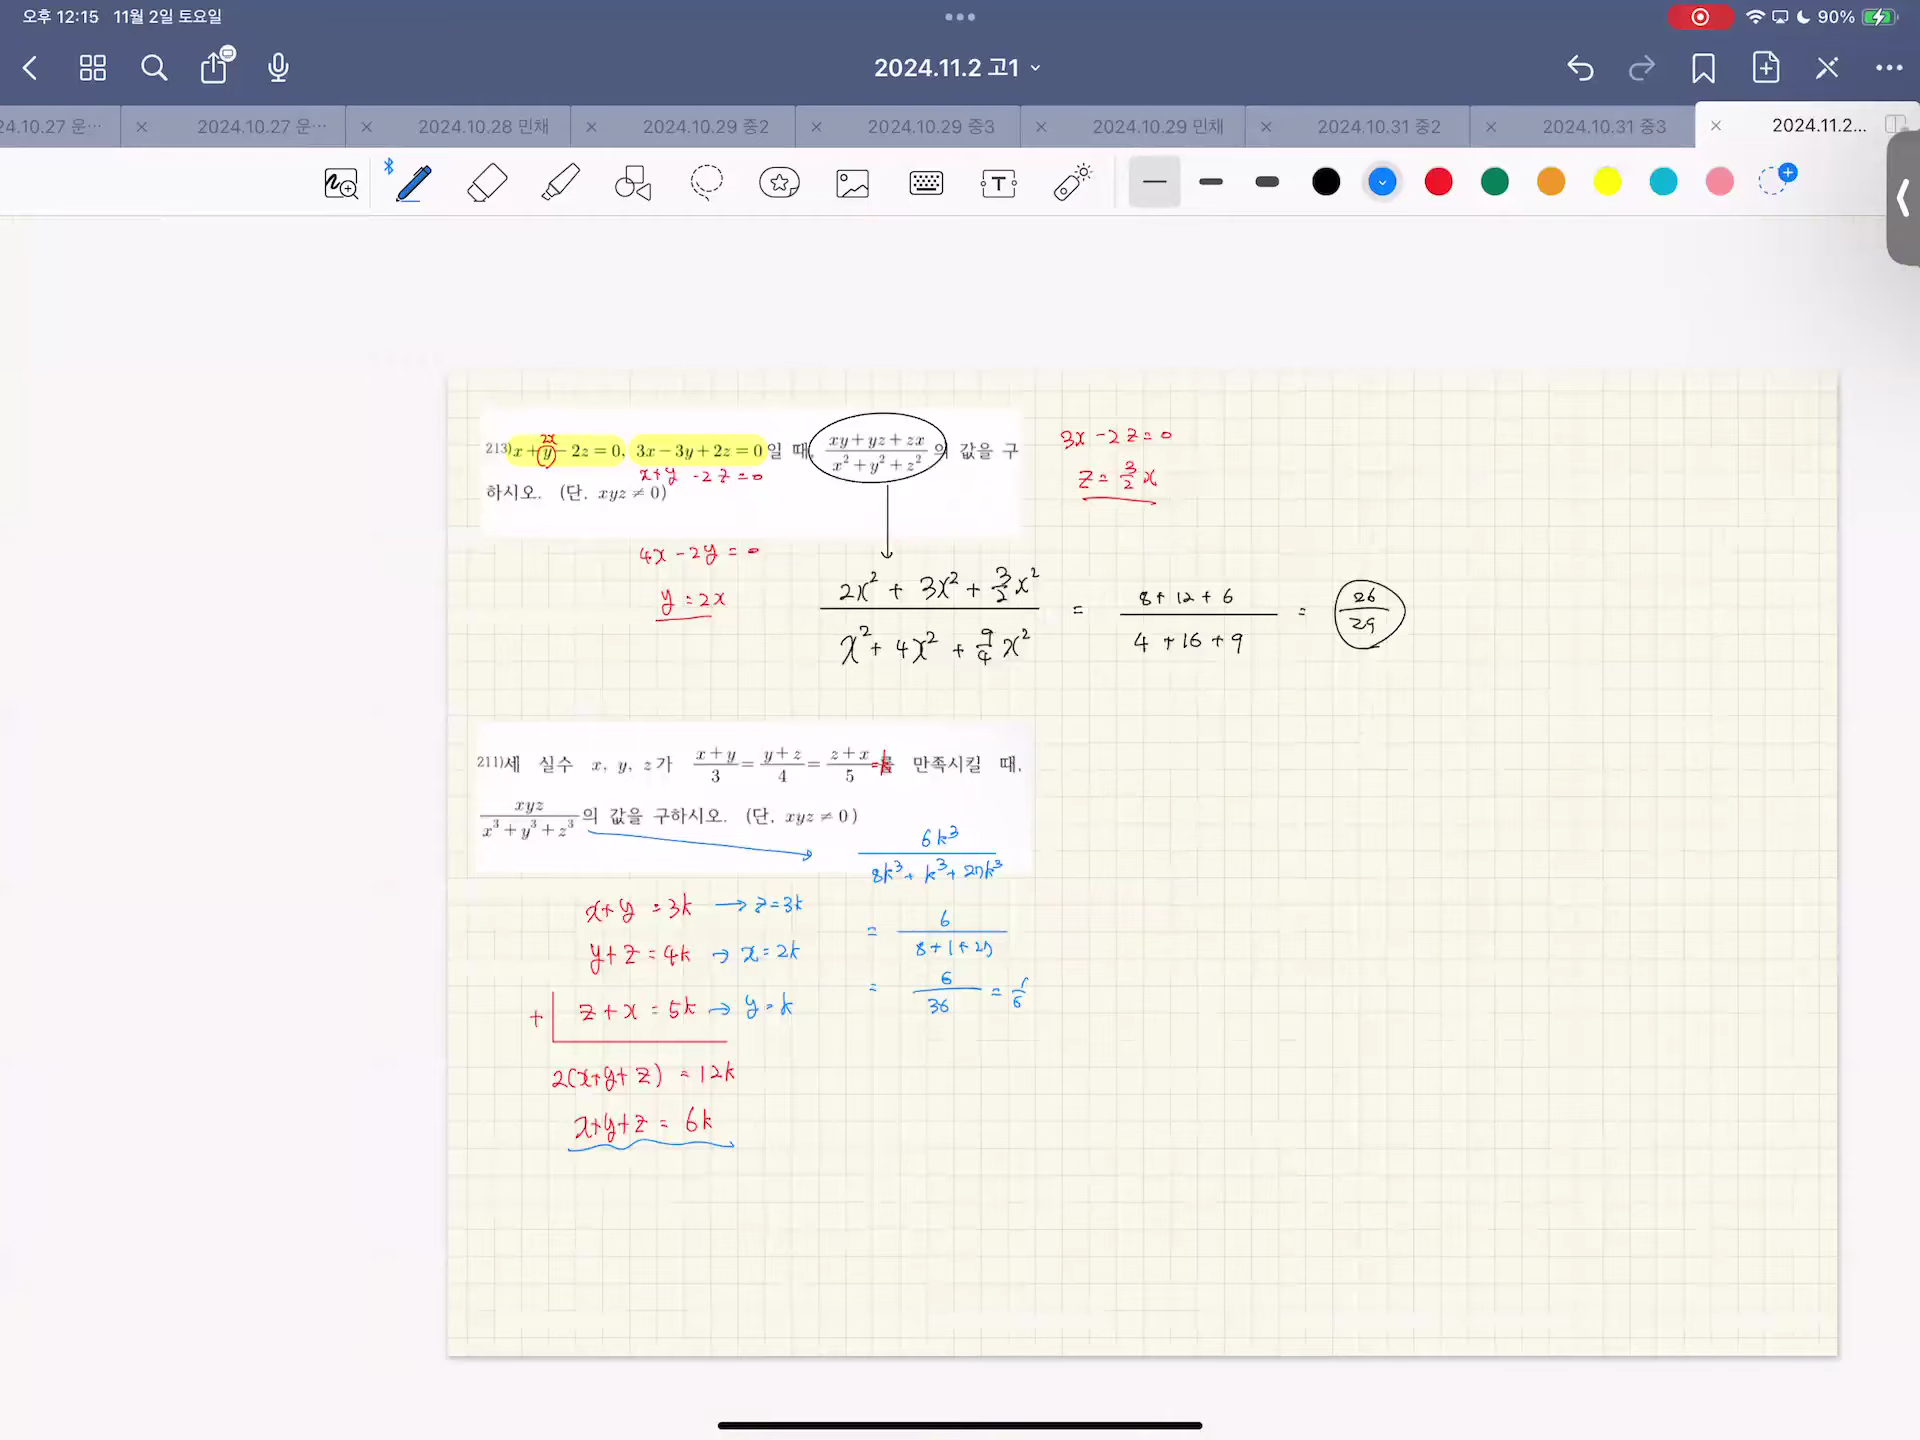 오후 12:15 11월 2일 토요일
90%
2024.11.2 고1
24.10.27 운… 2024.10.27 운… 2024.10.28 민채 2024.10.29 중2 2024.10.29 중3 2024.10.29 민채 2024.10.31 중2 2024.10.31 중3 2024.11.2...
2x
213) x+y-2z=0, 3x-3y+2z=0일 때, (xy+yz+zx)/(x²+y²+z²)의 값을 구
x+y-2z=0
하시오. (단, xyz≠0)
3x-2z=0
z=3/2x
4x-2y=0
y=2x
(2x²+3x²+3/2x²)/(x²+4x²+9/4x²) = (8+12+6)/(4+16+9) = 26/29
211)세 실수 x, y, z가 (x+y)/3=(y+z)/4=(z+x)/5=k를 만족시킬 때,
xyz/(x³+y³+z³)의 값을 구하시오. (단, xyz≠0)
6k³/(8k³+k³+27k³)
x+y=3k → z=3k
= 6/(8+1+27)
y+z=4k → x=2k
= 6/36 = 1/6
+ z+x=5k → y=k
2(x+y+z)=12k
x+y+z=6k